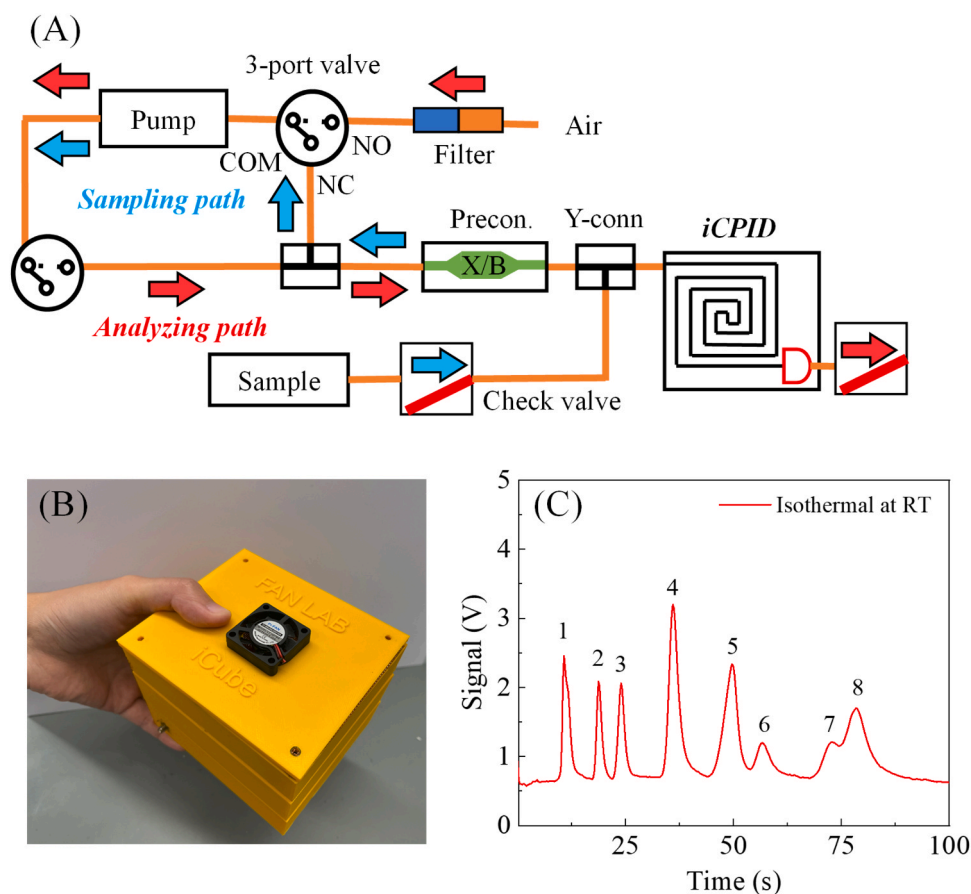 (A)
3-port valve
Pump
NO
Air
COM
Filter
NC
Sampling path
Precon.
Y-conn
iCPID
X/B
Analyzing path
Sample
Check valve
(B)
FAN LAB
iCube
(C)
5
4
3
2
1
0
Signal (V)
Isothermal at RT
1
2
3
4
5
6
7
8
25
50
75
100
Time (s)